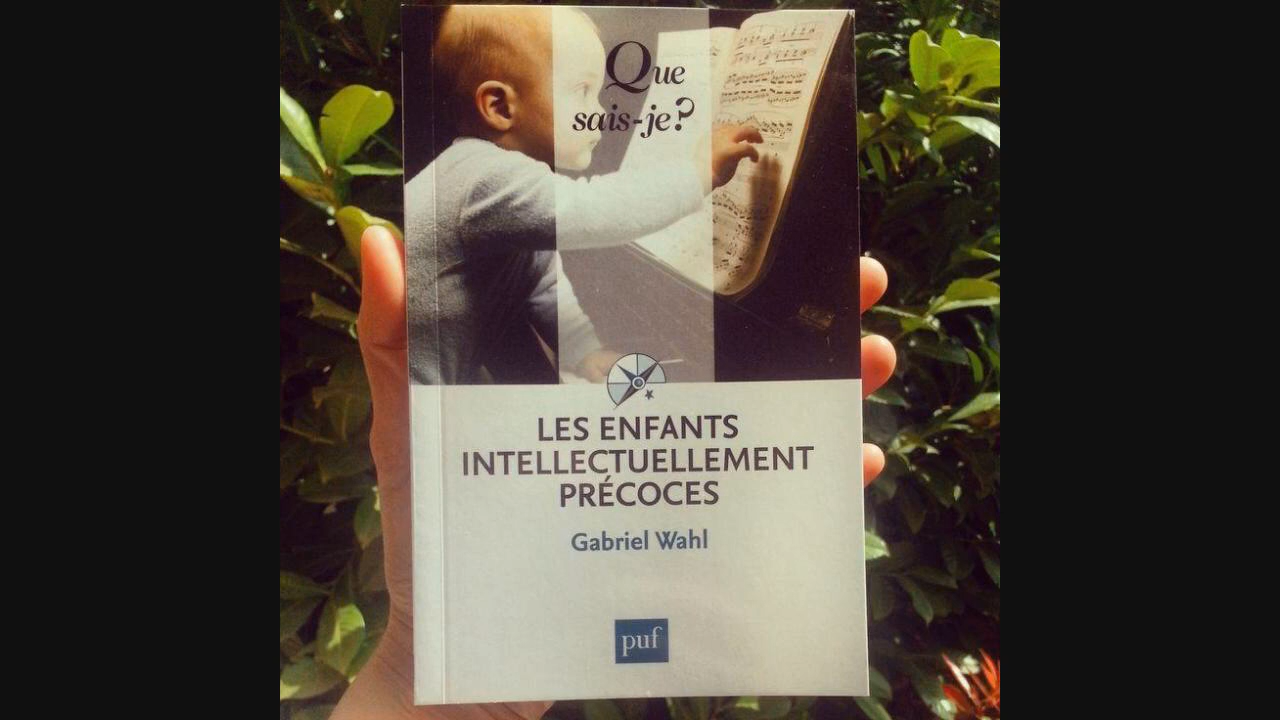 Que
sais-je?
LES ENFANTS
INTELLECTUELLEMENT
PRÉCOCES
Gabriel Wahl
puf